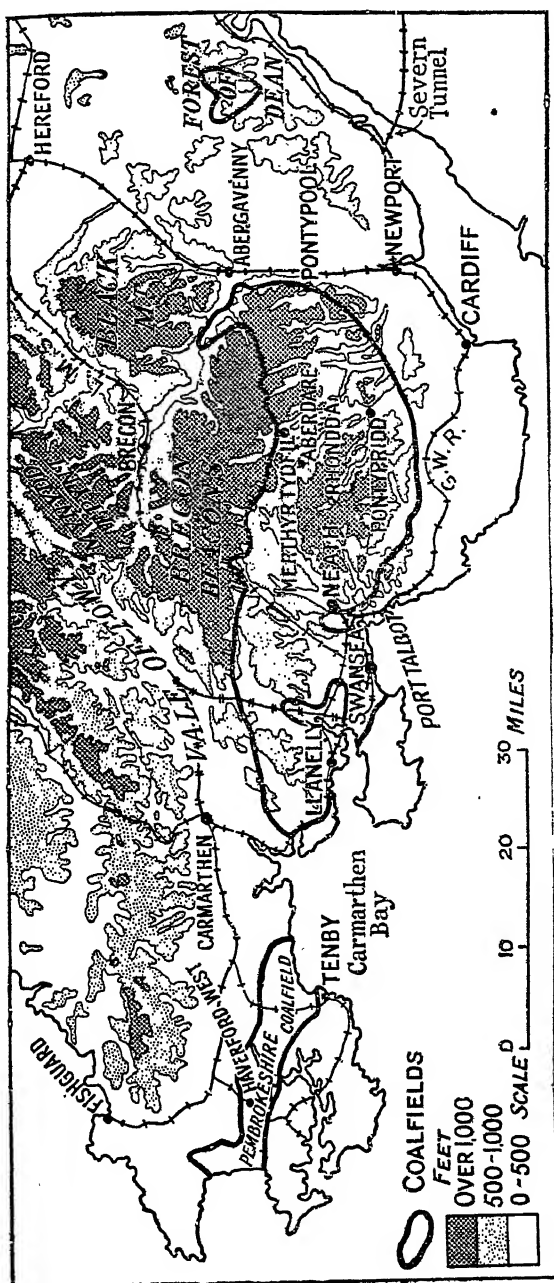 HEREFORD
FOREST
OF
DEAN
BLACK
ABERGAVENNY
BRECON
VALE OF TOWY
BRECON
BEACONS
PONTYPOOL
MERTHYR TYDFIL
ABERDARE
RHONDDA
NEATH
PONTYPRIDD
NEWPORT
Severn
Tunnel
CARDIFF
G.W.R.
FISHGUARD
CARMARTHEN
LLANELLY
SWANSEA
PORT TALBOT
HAVERFORD WEST
PEMBROKESHIRE
COALFIELD
TENBY
Carmarthen
Bay
COALFIELDS
FEET
OVER 1,000
500-1,000
0-500
SCALE
0 10 20 30 MILES